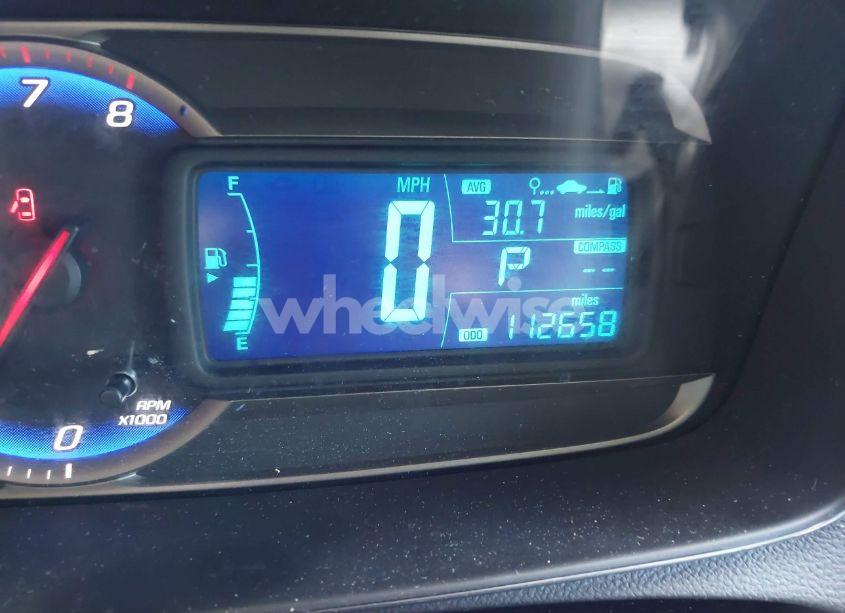 7
8
F
MPH
AVG
30.7 miles/gal
0
P
COMPASS
--
miles
ODO 112658
E
wheelwise
RPM
X1000
0